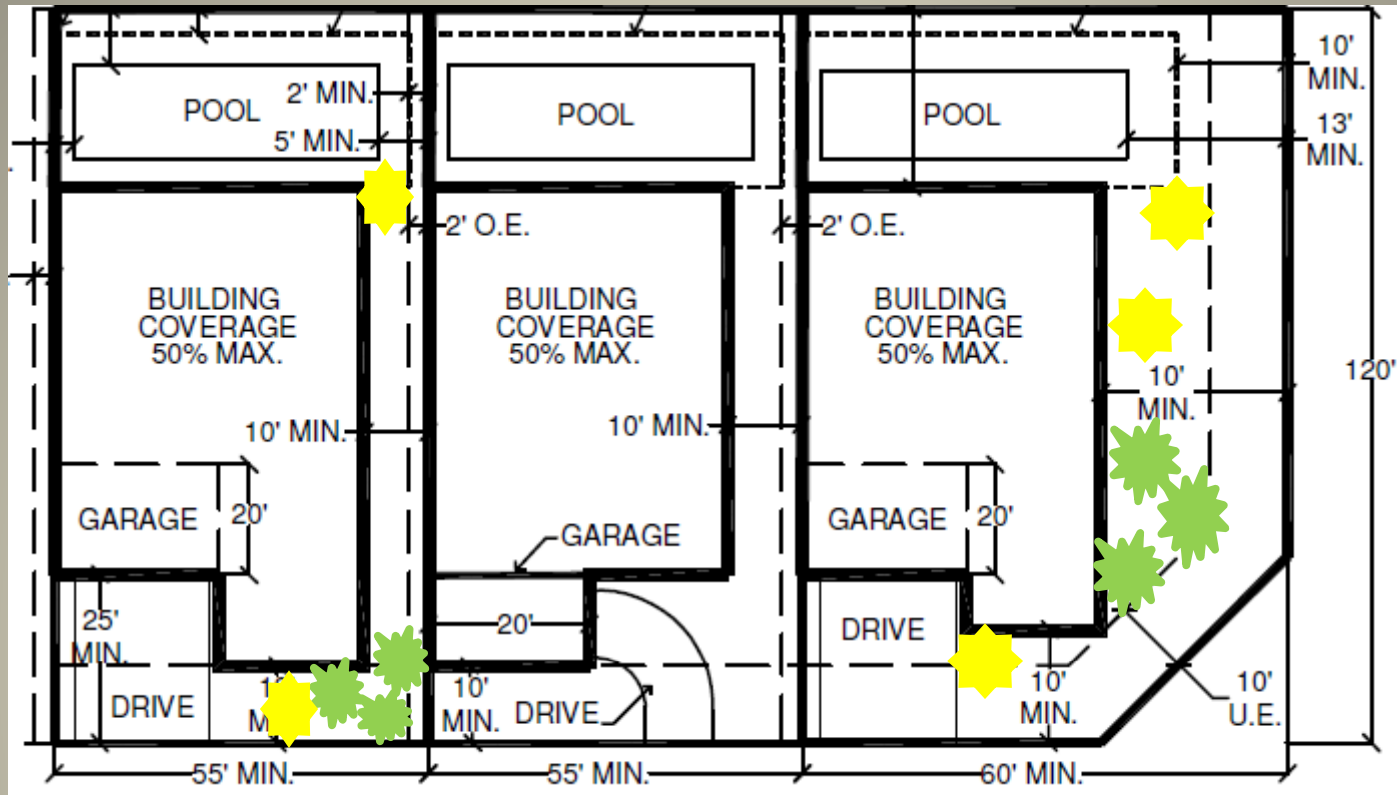 POOL
2' MIN.
5' MIN.
POOL
POOL
10'
MIN.
13'
MIN.
2' O.E.
2' O.E.
BUILDING
COVERAGE
50% MAX.
BUILDING
COVERAGE
50% MAX.
BUILDING
COVERAGE
50% MAX.
10'
MIN.
120'
10' MIN.
10' MIN.
GARAGE
20'
GARAGE
GARAGE
20'
25'
MIN.
DRIVE
20'
DRIVE
10'
MIN.
DRIVE
10'
MIN.
10'
U.E.
55' MIN.
55' MIN.
60' MIN.